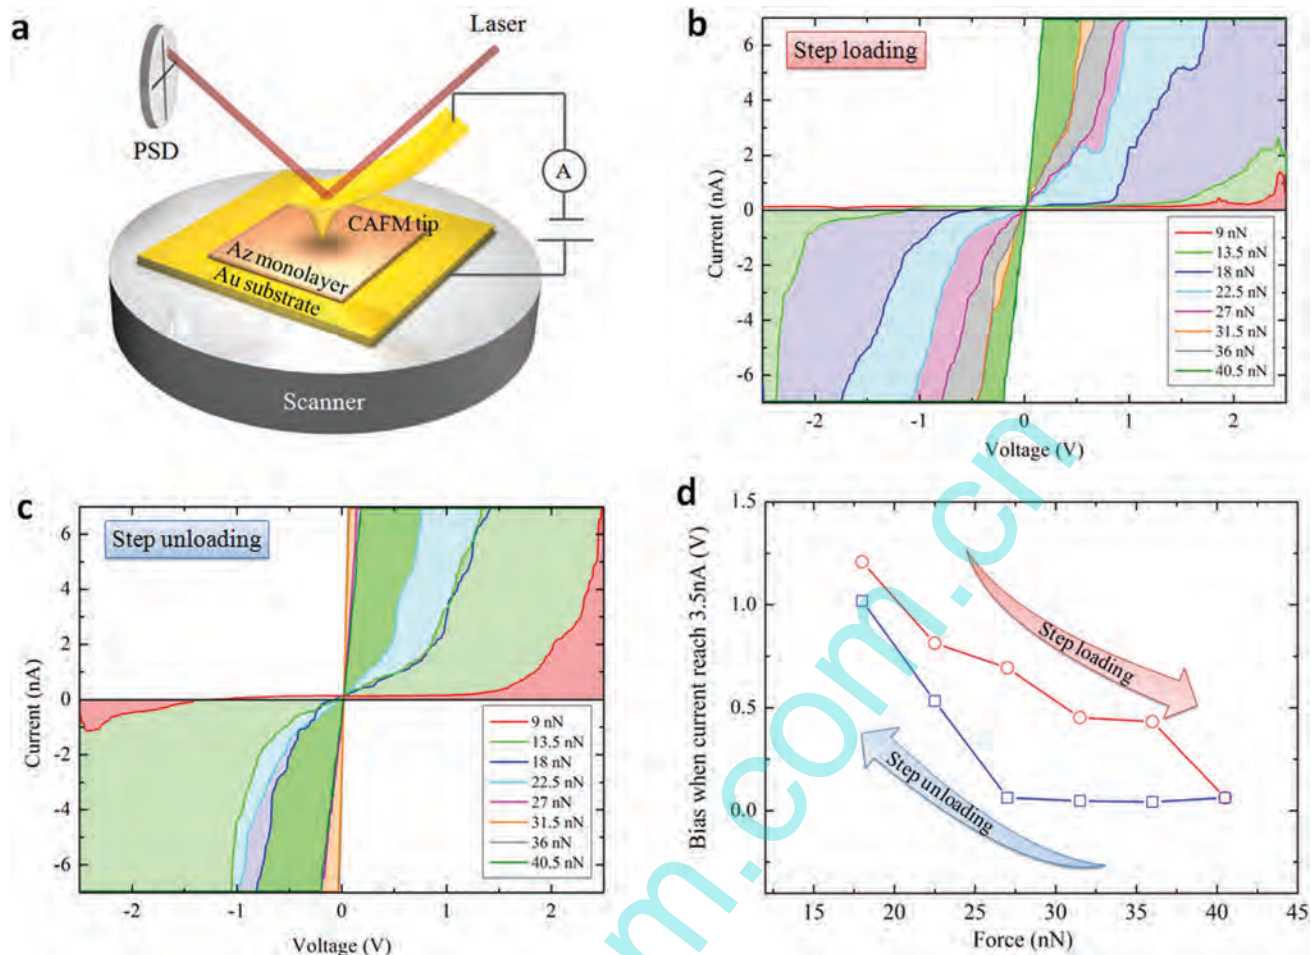 a
Laser
PSD
A
CAFM tip
Az monolayer
Au substrate
Scanner
b
Step loading
Current (nA)
6
4
2
0
-2
-4
-6
9 nN
13.5 nN
18 nN
22.5 nN
27 nN
31.5 nN
36 nN
40.5 nN
-2
-1
0
1
2
Voltage (V)
c
Step unloading
Current (nA)
6
4
2
0
-2
-4
-6
9 nN
13.5 nN
18 nN
22.5 nN
27 nN
31.5 nN
36 nN
40.5 nN
-2
-1
0
1
2
Voltage (V)
d
Bias when current reach 3.5nA (V)
1.5
1.0
0.5
0.0
Step loading
Step unloading
15
20
25
30
35
40
45
Force (nN)
.com.cn